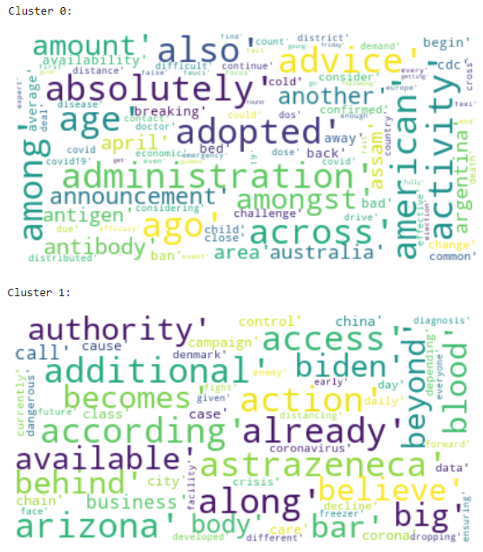 Cluster 0:
amount'
also'
advice'
begin'
availability'
find'
count'
district'
demand'
distance'
difficult'
continue'
consider'
cdc'
cross'
false'
fauci'
focus'
every'
absolutely'
cold'
another'
getting'
expert'
average'
deal'
disease'
breaking'
contact
could'
dos'
confirmed'
enough'
friday'
europe'
among'
age'
doctor'
adopted'
away'
assam'
country'
american'
activity'
feel'
april'
covid
economic
bed'
back'
covid19'
get'
even'
emergency
dose'
covid'
administration'
argentina'
death'
end'
announcement'
considering'
amongst'
bad'
effective
election
fully'
antigen'
challenge'
drive'
due'
efficacy'
ago'
child'
close'
across'
change'
antibody'
ban'
event'
area'
australia'
common'
distributed'
Cluster 1:
authority'
control'
china'
diagnosis'
call'
cause'
campaign'
access'
denmark'
additional'
enemy'
early'
biden'
day'
beyond'
depending'
everyone'
blood'
currently'
dangerous'
becomes'
fight'
given'
action'
daily'
future'
class'
case'
distancing'
forward'
according'
already'
coronavirus'
available'
astrazeneca'
data'
behind'
city'
facility'
crisis'
believe'
chain'
business'
along'
decline'
big'
ensuring'
face'
freezer'
arizona'
body'
care'
bar'
corona
developed'
different'
dropping'